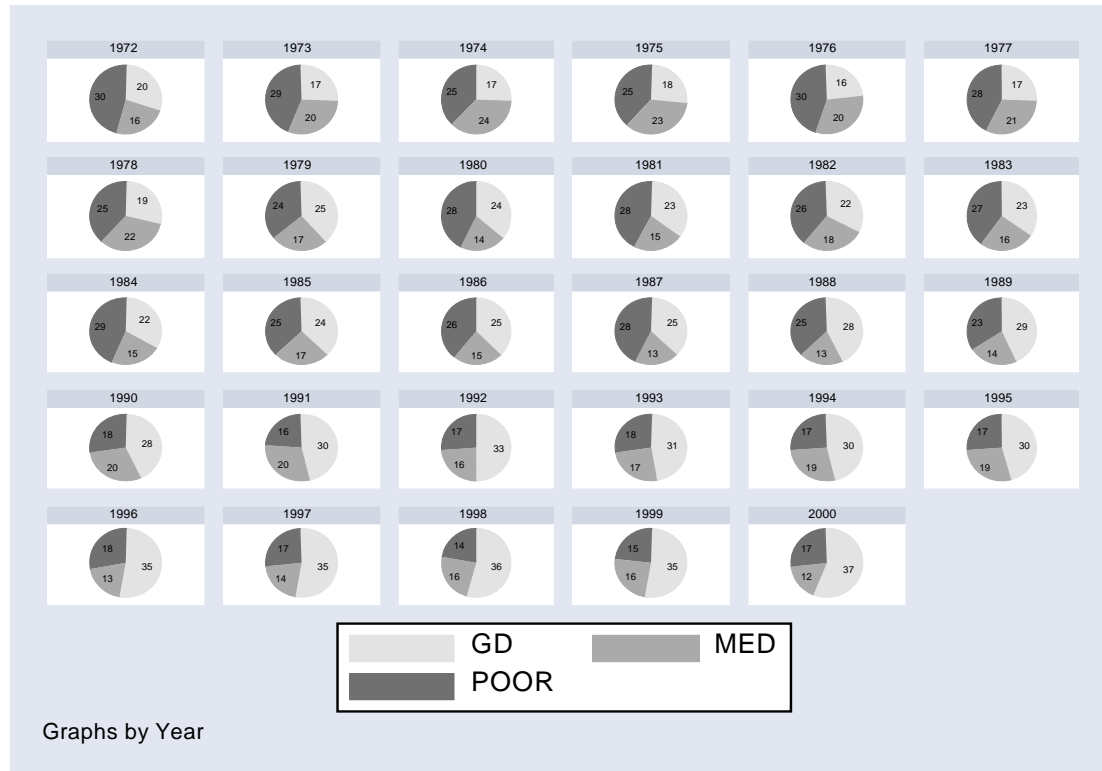 1972 1973 1974 1975 1976 1977
20 17 17 18 16 17
30 29 25 25 30 28
16 20 24 23 20 21
1978 1979 1980 1981 1982 1983
19 25 24 23 22 23
25 24 28 28 26 27
22 17 14 15 18 16
1984 1985 1986 1987 1988 1989
22 24 25 25 28 29
29 25 26 28 25 23
15 17 15 13 13 14
1990 1991 1992 1993 1994 1995
18 16 17 18 17 17
28 30 33 31 30 30
20 20 16 17 19 19
1996 1997 1998 1999 2000
18 17 14 15 17
35 35 36 35 37
13 14 16 16 12
GD MED
POOR
Graphs by Year